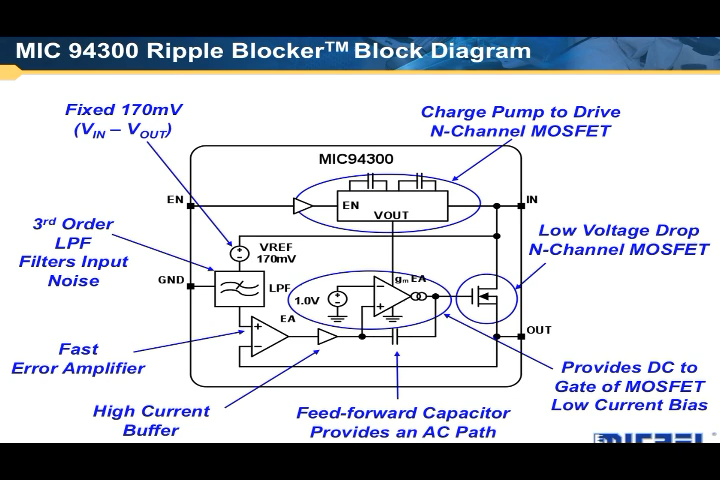 MIC 94300 Ripple Blocker™ Block Diagram
Fixed 170mV
(VIN – VOUT)
Charge Pump to Drive
N-Channel MOSFET
MIC94300
EN
EN
VOUT
IN
3rd Order
LPF
Filters Input
Noise
VREF
170mV
Low Voltage Drop
N-Channel MOSFET
GND
LPF
1.0V
gm EA
EA
OUT
Fast
Error Amplifier
High Current
Buffer
Feed-forward Capacitor
Provides an AC Path
Provides DC to
Gate of MOSFET
Low Current Bias